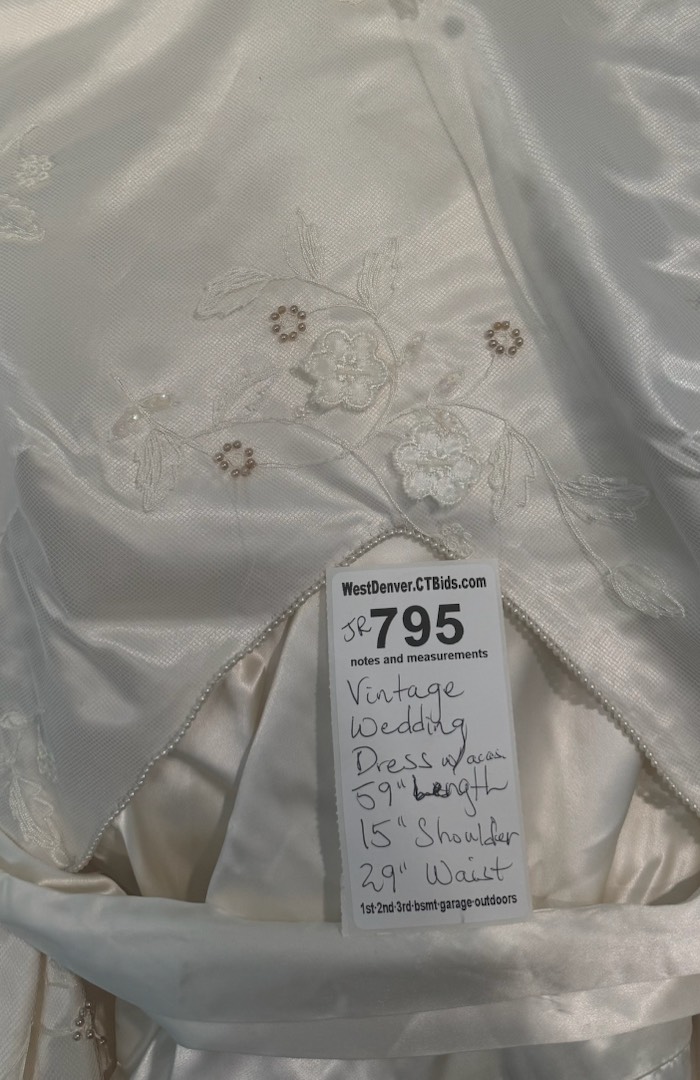 WestDenver.CTBids.com
JR 795
notes and measurements
Vintage
Wedding
Dress w/ acas.
59" Length
15" Shoulder
29" Waist
1st-2nd-3rd-bsmt-garage-outdoors